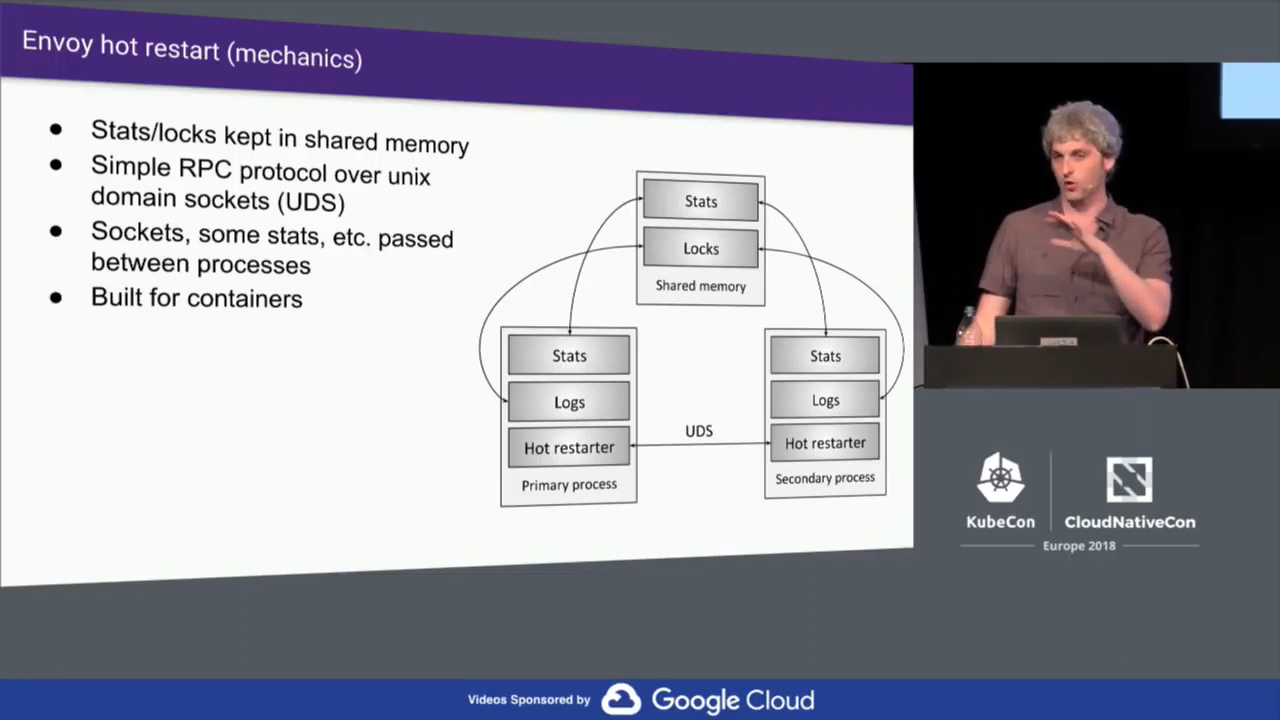 Envoy hot restart (mechanics)
● Stats/locks kept in shared memory
● Simple RPC protocol over unix
domain sockets (UDS)
● Sockets, some stats, etc. passed
between processes
● Built for containers
Stats
Locks
Shared memory
Stats
Logs
Hot restarter
Primary process
UDS
Stats
Logs
Hot restarter
Secondary process
KubeCon
CloudNativeCon
Europe 2018
Videos Sponsored by
Google Cloud